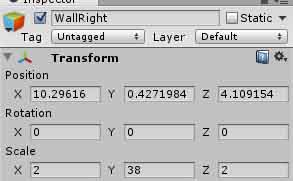 Inspector
WallRight Static
Tag Untagged Layer Default
Transform
Position
X 10.29616 Y 0.4271984 Z 4.109154
Rotation
X 0 Y 0 Z 0
Scale
X 2 Y 38 Z 2